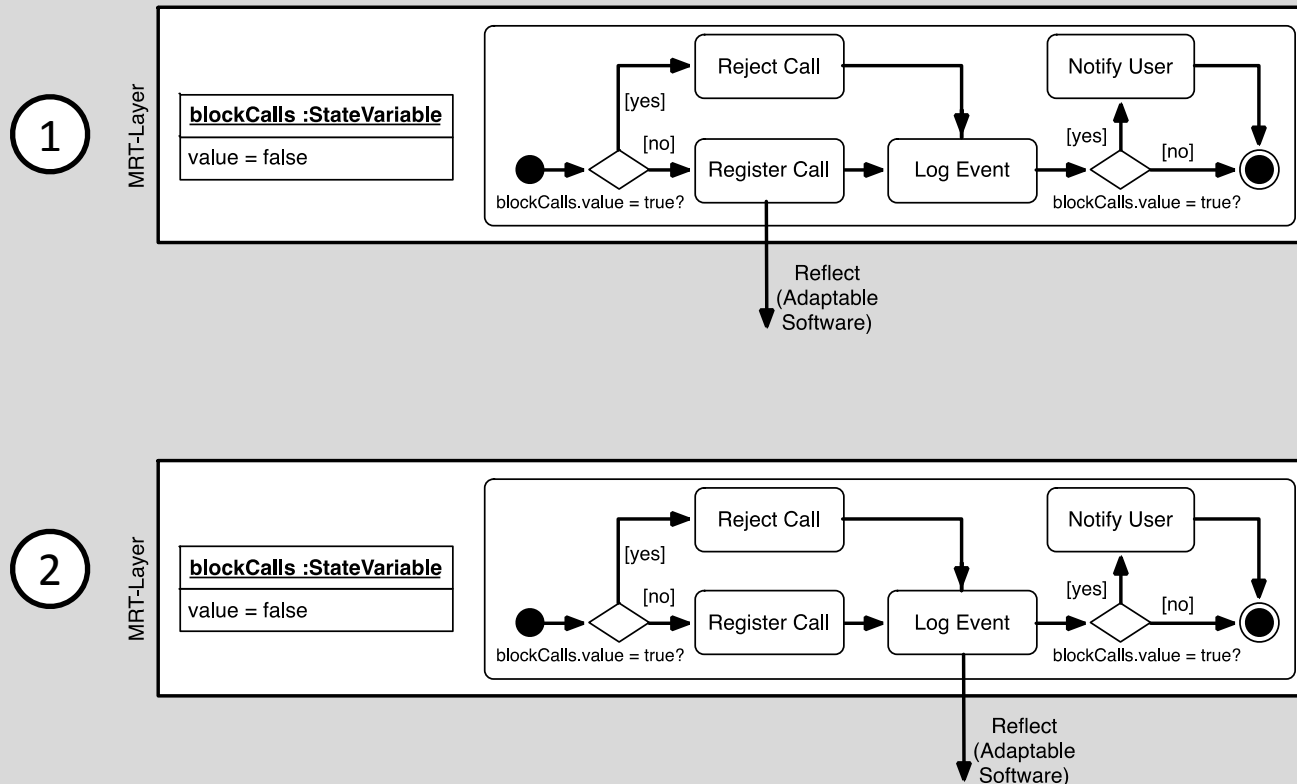 1
MRT-Layer
blockCalls :StateVariable
value = false
Reject Call
Notify User
[yes]
[no]
Register Call
Log Event
[yes]
[no]
blockCalls.value = true?
blockCalls.value = true?
Reflect
(Adaptable
Software)
2
MRT-Layer
blockCalls :StateVariable
value = false
Reject Call
Notify User
[yes]
[no]
Register Call
Log Event
[yes]
[no]
blockCalls.value = true?
blockCalls.value = true?
Reflect
(Adaptable
Software)